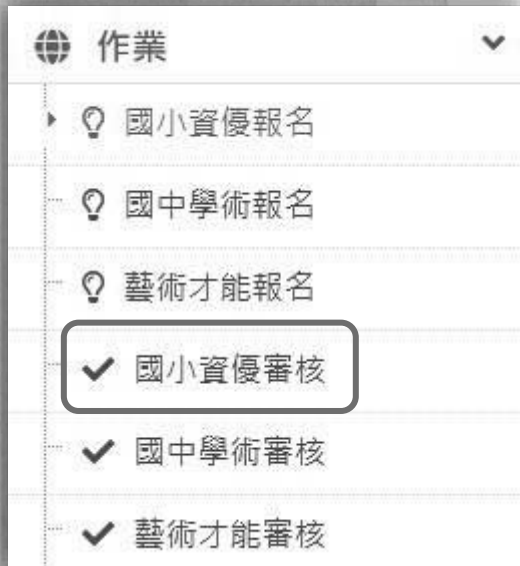 作業
國小資優報名
國中學術報名
藝術才能報名
國小資優審核
國中學術審核
藝術才能審核